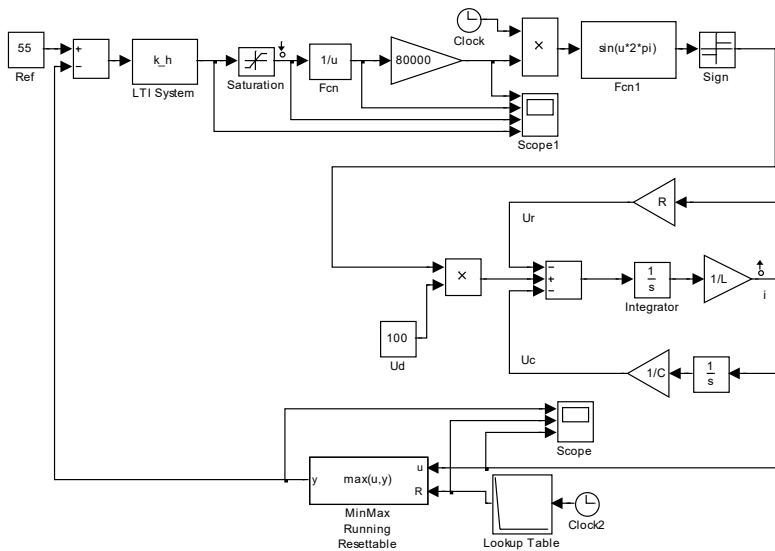 55
+
−
Ref
k_h
LTI System
Saturation
1/u
Fcn
80000
Clock
×
sin(u*2*pi)
Fcn1
Sign
Scope1
R
Ur
×
−
+
−
1
s
Integrator
1/L
i
100
Ud
Uc
1/C
1
s
Scope
y
max(u,y)
u
R
MinMax
Running
Resettable
Lookup Table
Clock2